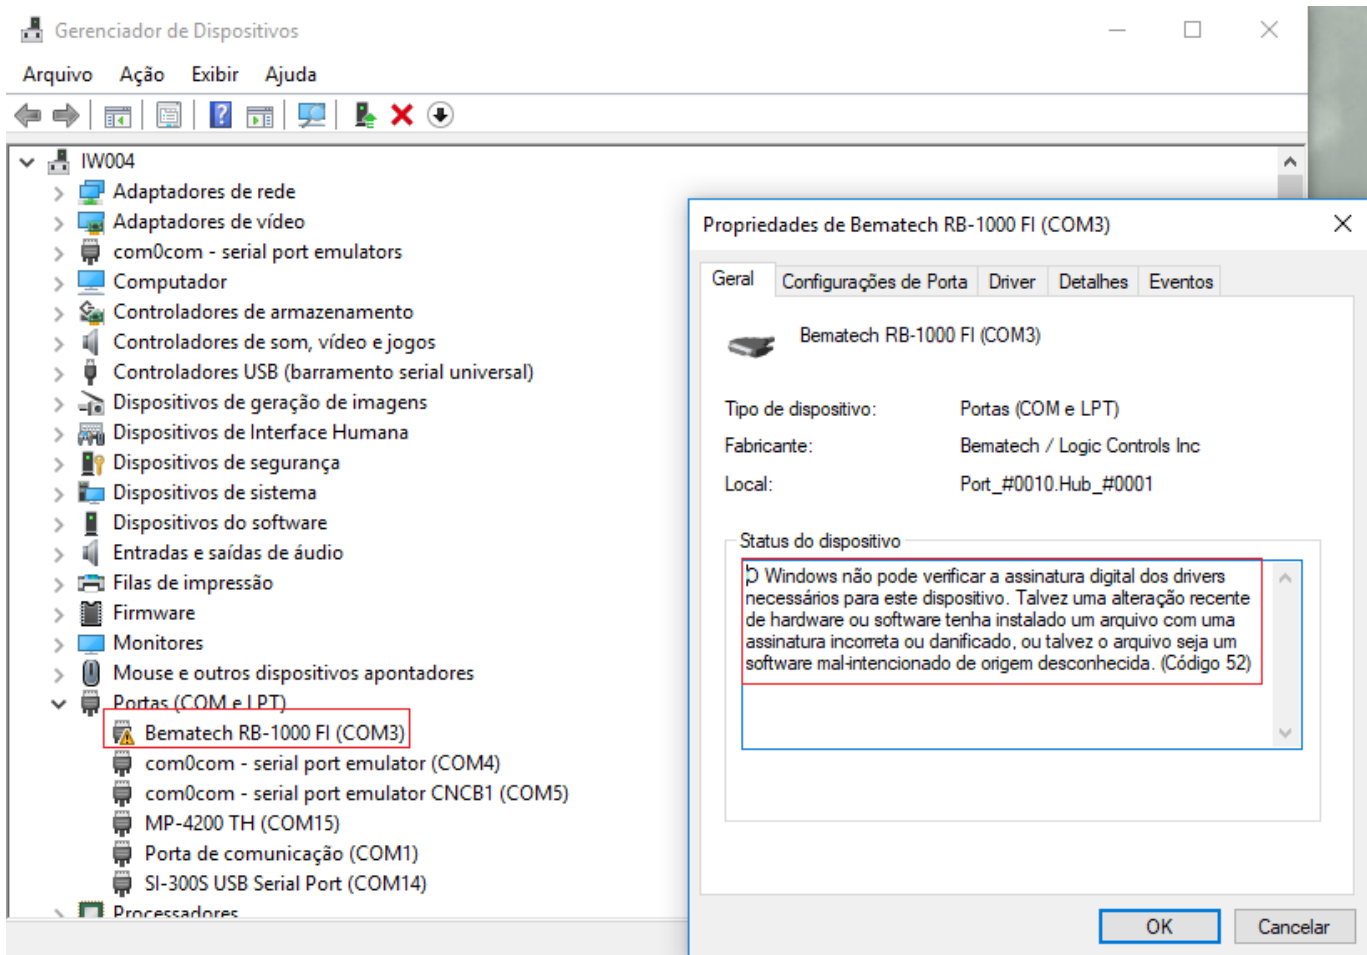 Gerenciador de Dispositivos
Arquivo Ação Exibir Ajuda
IW004
Adaptadores de rede
Adaptadores de vídeo
com0com - serial port emulators
Computador
Controladores de armazenamento
Controladores de som, vídeo e jogos
Controladores USB (barramento serial universal)
Dispositivos de geração de imagens
Dispositivos de Interface Humana
Dispositivos de segurança
Dispositivos de sistema
Dispositivos do software
Entradas e saídas de áudio
Filas de impressão
Firmware
Monitores
Mouse e outros dispositivos apontadores
Portas (COM e LPT)
Bematech RB-1000 FI (COM3)
com0com - serial port emulator (COM4)
com0com - serial port emulator CNCB1 (COM5)
MP-4200 TH (COM15)
Porta de comunicação (COM1)
SI-300S USB Serial Port (COM14)
Processadores
Propriedades de Bematech RB-1000 FI (COM3)
Geral Configurações de Porta Driver Detalhes Eventos
Bematech RB-1000 FI (COM3)
Tipo de dispositivo: Portas (COM e LPT)
Fabricante: Bematech / Logic Controls Inc
Local: Port_#0010.Hub_#0001
Status do dispositivo
O Windows não pode verificar a assinatura digital dos drivers
necessários para este dispositivo. Talvez uma alteração recente
de hardware ou software tenha instalado um arquivo com uma
assinatura incorreta ou danificado, ou talvez o arquivo seja um
software mal-intencionado de origem desconhecida. (Código 52)
OK Cancelar